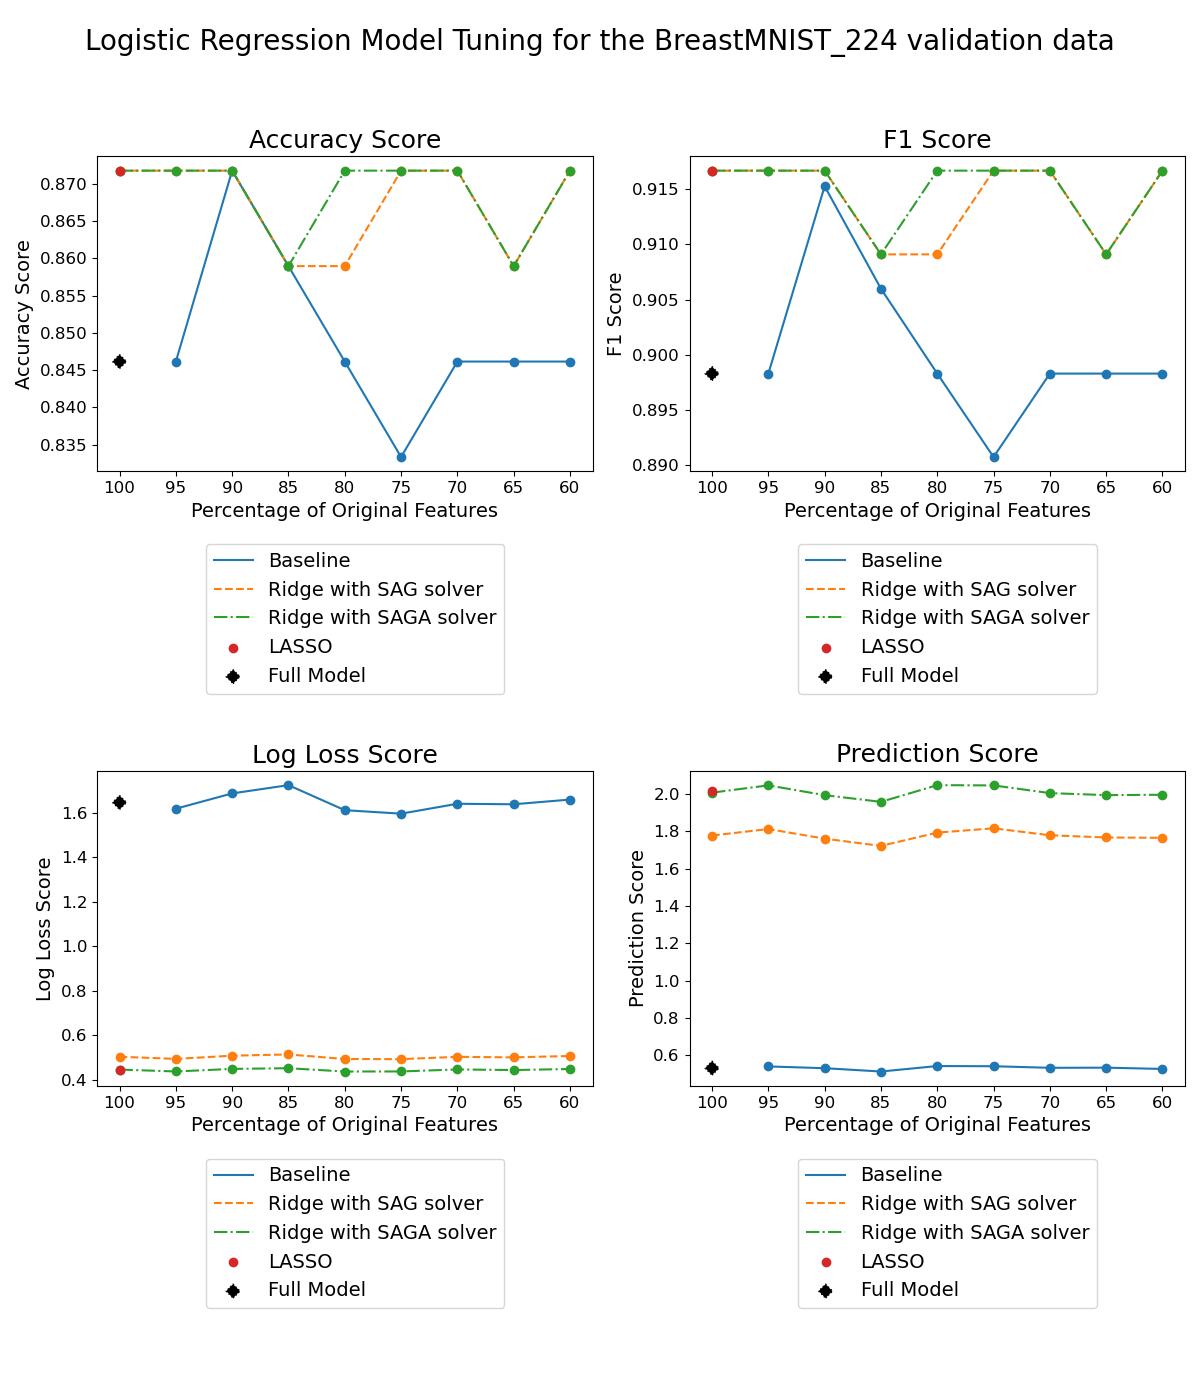 Logistic Regression Model Tuning for the BreastMNIST_224 validation data
Accuracy Score
Accuracy Score
0.870
0.865
0.860
0.855
0.850
0.845
0.840
0.835
100 95 90 85 80 75 70 65 60
Percentage of Original Features
Baseline
Ridge with SAG solver
Ridge with SAGA solver
LASSO
Full Model
F1 Score
F1 Score
0.915
0.910
0.905
0.900
0.895
0.890
100 95 90 85 80 75 70 65 60
Percentage of Original Features
Baseline
Ridge with SAG solver
Ridge with SAGA solver
LASSO
Full Model
Log Loss Score
Log Loss Score
1.6
1.4
1.2
1.0
0.8
0.6
0.4
100 95 90 85 80 75 70 65 60
Percentage of Original Features
Baseline
Ridge with SAG solver
Ridge with SAGA solver
LASSO
Full Model
Prediction Score
Prediction Score
2.0
1.8
1.6
1.4
1.2
1.0
0.8
0.6
100 95 90 85 80 75 70 65 60
Percentage of Original Features
Baseline
Ridge with SAG solver
Ridge with SAGA solver
LASSO
Full Model